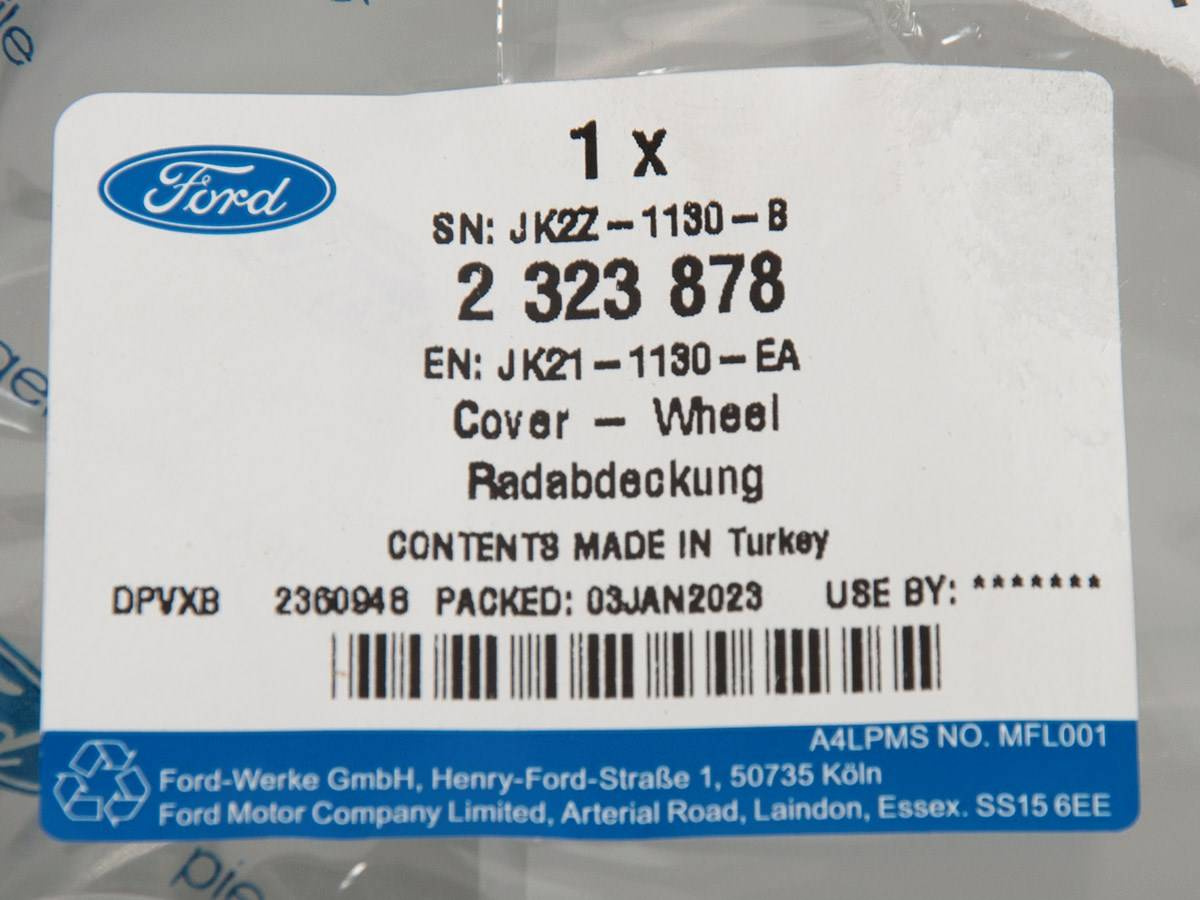 Ford
1 x
SN: JK2Z-1130-B
2 323 878
EN: JK21-1130-EA
Cover - Wheel
Radabdeckung
CONTENTS MADE IN Turkey
DPVXB 2360948 PACKED: 03JAN2023 USE BY: *******
A4LPMS NO. MFL001
Ford-Werke GmbH, Henry-Ford-Straße 1, 50735 Köln
Ford Motor Company Limited, Arterial Road, Laindon, Essex. SS15 6EE